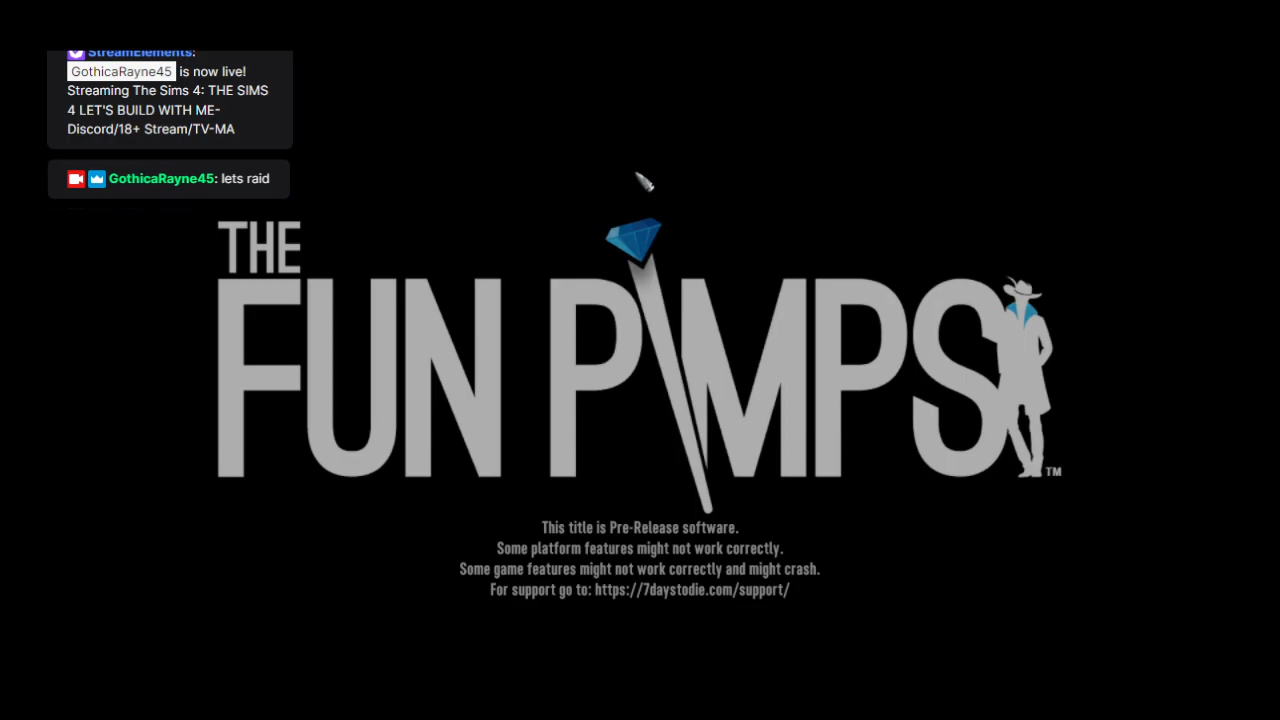 StreamElements:
GothicaRayne45 is now live!
Streaming The Sims 4: THE SIMS
4 LET'S BUILD WITH ME-
Discord/18+ Stream/TV-MA
GothicaRayne45: lets raid
THE
FUN PIMPS
TM
This title is Pre-Release software.
Some platform features might not work correctly.
Some game features might not work correctly and might crash.
For support go to: https://7daystodie.com/support/